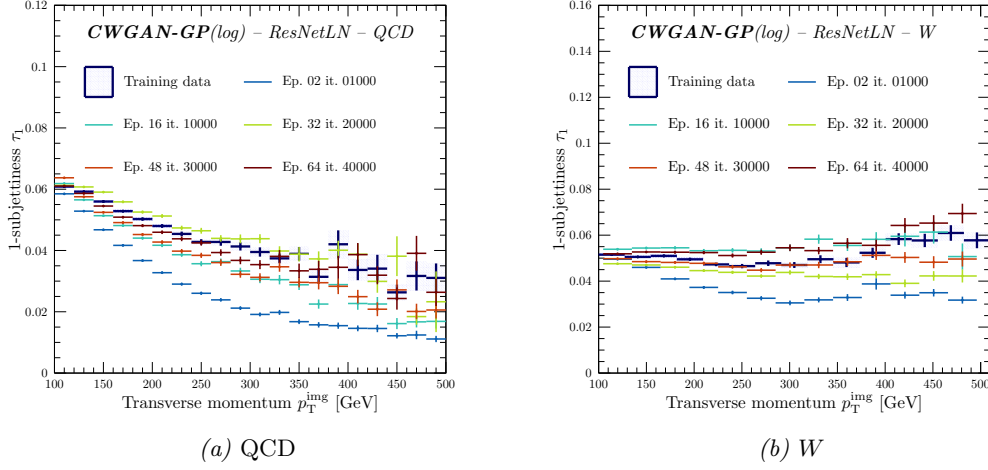 CWGAN-GP(log) – ResNetLN – QCD
Training data
Ep. 02 it. 01000
Ep. 16 it. 10000
Ep. 32 it. 20000
Ep. 48 it. 30000
Ep. 64 it. 40000
1-subjettiness τ₁
0.12
0.1
0.08
0.06
0.04
0.02
0
100 150 200 250 300 350 400 450 500
Transverse momentum p_T^img [GeV]
(a) QCD
CWGAN-GP(log) – ResNetLN – W
Training data
Ep. 02 it. 01000
Ep. 16 it. 10000
Ep. 32 it. 20000
Ep. 48 it. 30000
Ep. 64 it. 40000
1-subjettiness τ₁
0.16
0.14
0.12
0.1
0.08
0.06
0.04
0.02
0
100 150 200 250 300 350 400 450 500
Transverse momentum p_T^img [GeV]
(b) W